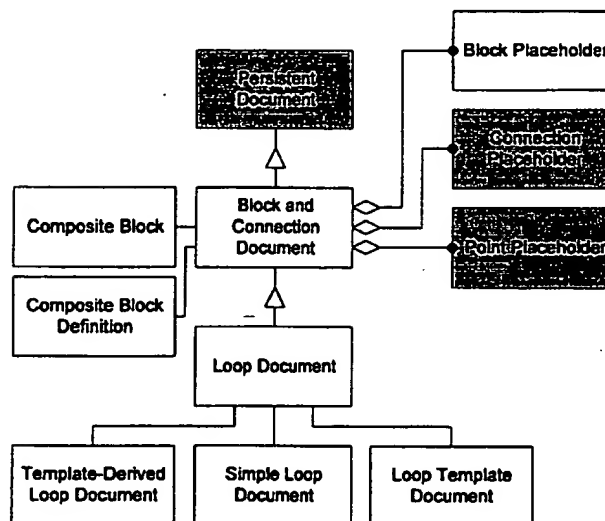 Block Placeholder
Persistent
Document
Connection
Placeholder
Composite Block
Block and
Connection
Document
Point Placeholder
Composite Block
Definition
Loop Document
Template-Derived
Loop Document
Simple Loop
Document
Loop Template
Document